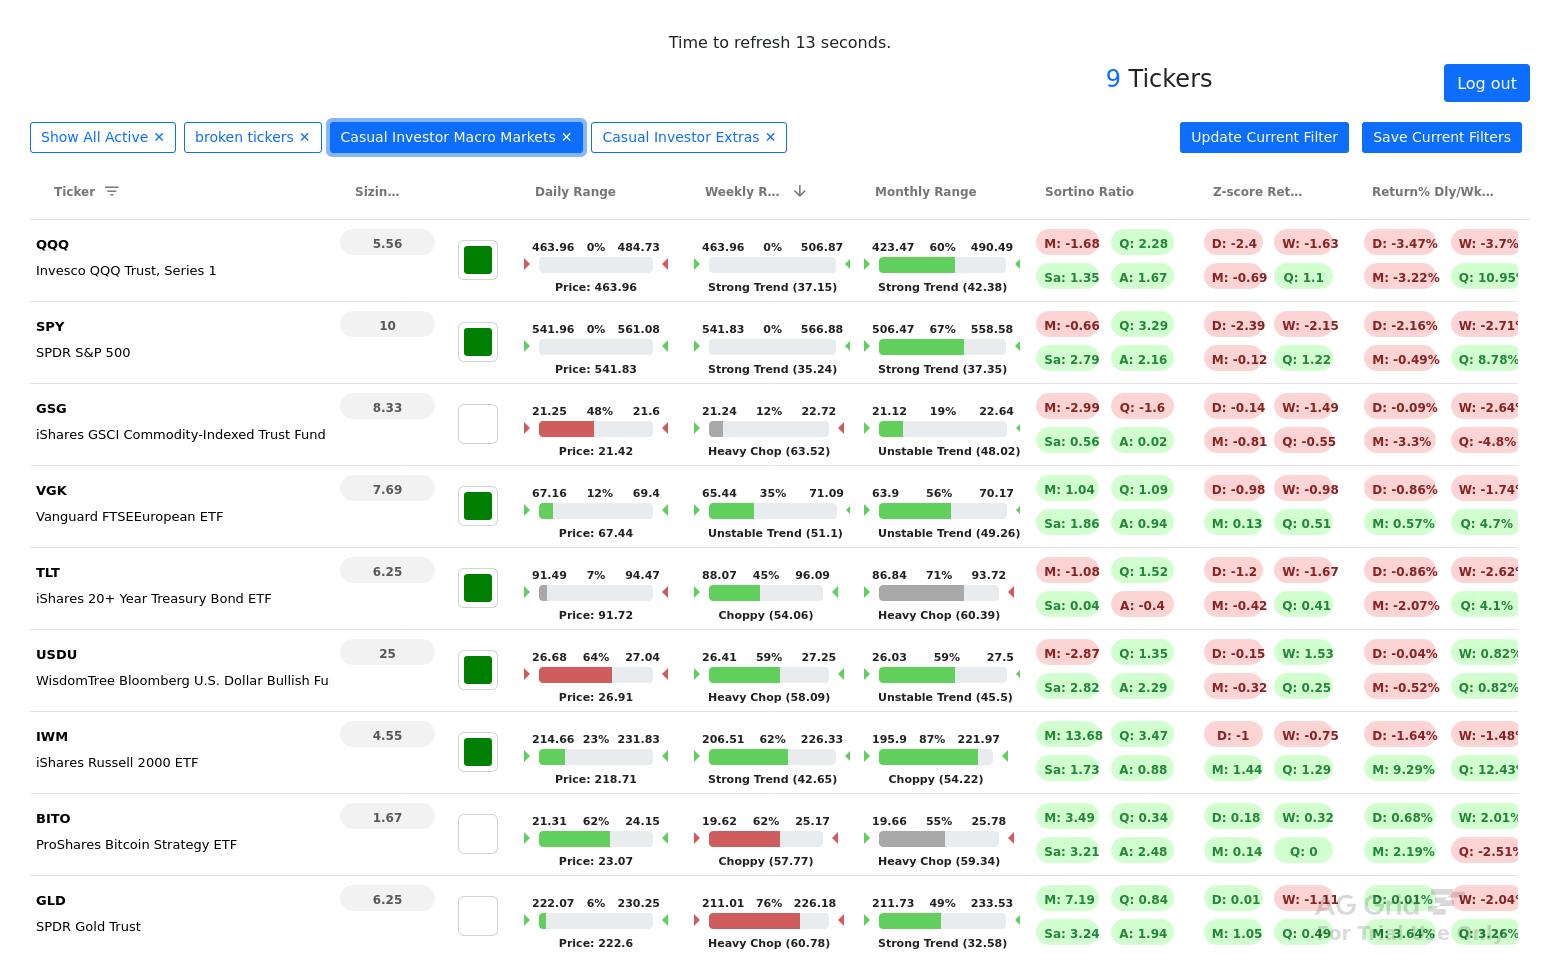 Time to refresh 13 seconds.
9 Tickers
Log out
Show All Active ✕ broken tickers ✕ Casual Investor Macro Markets ✕ Casual Investor Extras ✕ Update Current Filter Save Current Filters
Ticker Sizin... Daily Range Weekly R... Monthly Range Sortino Ratio Z-score Ret... Return% Dly/Wk...
QQQ 5.56 463.96 0% 484.73 463.96 0% 506.87 423.47 60% 490.49 M: -1.68 Q: 2.28 D: -2.4 W: -1.63 D: -3.47% W: -3.7%
Invesco QQQ Trust, Series 1 Price: 463.96 Strong Trend (37.15) Strong Trend (42.38) Sa: 1.35 A: 1.67 M: -0.69 Q: 1.1 M: -3.22% Q: 10.95%
SPY 10 541.96 0% 561.08 541.83 0% 566.88 506.47 67% 558.58 M: -0.66 Q: 3.29 D: -2.39 W: -2.15 D: -2.16% W: -2.71%
SPDR S&P 500 Price: 541.83 Strong Trend (35.24) Strong Trend (37.35) Sa: 2.79 A: 2.16 M: -0.12 Q: 1.22 M: -0.49% Q: 8.78%
GSG 8.33 21.25 48% 21.6 21.24 12% 22.72 21.12 19% 22.64 M: -2.99 Q: -1.6 D: -0.14 W: -1.49 D: -0.09% W: -2.64%
iShares GSCI Commodity-Indexed Trust Fund Price: 21.42 Heavy Chop (63.52) Unstable Trend (48.02) Sa: 0.56 A: 0.02 M: -0.81 Q: -0.55 M: -3.3% Q: -4.8%
VGK 7.69 67.16 12% 69.4 65.44 35% 71.09 63.9 56% 70.17 M: 1.04 Q: 1.09 D: -0.98 W: -0.98 D: -0.86% W: -1.74%
Vanguard FTSEEuropean ETF Price: 67.44 Unstable Trend (51.1) Unstable Trend (49.26) Sa: 1.86 A: 0.94 M: 0.13 Q: 0.51 M: 0.57% Q: 4.7%
TLT 6.25 91.49 7% 94.47 88.07 45% 96.09 86.84 71% 93.72 M: -1.08 Q: 1.52 D: -1.2 W: -1.67 D: -0.86% W: -2.62%
iShares 20+ Year Treasury Bond ETF Price: 91.72 Choppy (54.06) Heavy Chop (60.39) Sa: 0.04 A: -0.4 M: -0.42 Q: 0.41 M: -2.07% Q: 4.1%
USDU 25 26.68 64% 27.04 26.41 59% 27.25 26.03 59% 27.5 M: -2.87 Q: 1.35 D: -0.15 W: 1.53 D: -0.04% W: 0.82%
WisdomTree Bloomberg U.S. Dollar Bullish Fu Price: 26.91 Heavy Chop (58.09) Unstable Trend (45.5) Sa: 2.82 A: 2.29 M: -0.32 Q: 0.25 M: -0.52% Q: 0.82%
IWM 4.55 214.66 23% 231.83 206.51 62% 226.33 195.9 87% 221.97 M: 13.68 Q: 3.47 D: -1 W: -0.75 D: -1.64% W: -1.48%
iShares Russell 2000 ETF Price: 218.71 Strong Trend (42.65) Choppy (54.22) Sa: 1.73 A: 0.88 M: 1.44 Q: 1.29 M: 9.29% Q: 12.43%
BITO 1.67 21.31 62% 24.15 19.62 62% 25.17 19.66 55% 25.78 M: 3.49 Q: 0.34 D: 0.18 W: 0.32 D: 0.68% W: 2.01%
ProShares Bitcoin Strategy ETF Price: 23.07 Choppy (57.77) Heavy Chop (59.34) Sa: 3.21 A: 2.48 M: 0.14 Q: 0 M: 2.19% Q: -2.51%
GLD 6.25 222.07 6% 230.25 211.01 76% 226.18 211.73 49% 233.53 M: 7.19 Q: 0.84 D: 0.01 W: -1.11 D: 0.01% W: -2.04%
SPDR Gold Trust Price: 222.6 Heavy Chop (60.78) Strong Trend (32.58) Sa: 3.24 A: 1.94 M: 1.05 Q: 0.49 M: 3.64% Q: 3.26%
AG Grid
For Trial Use Only